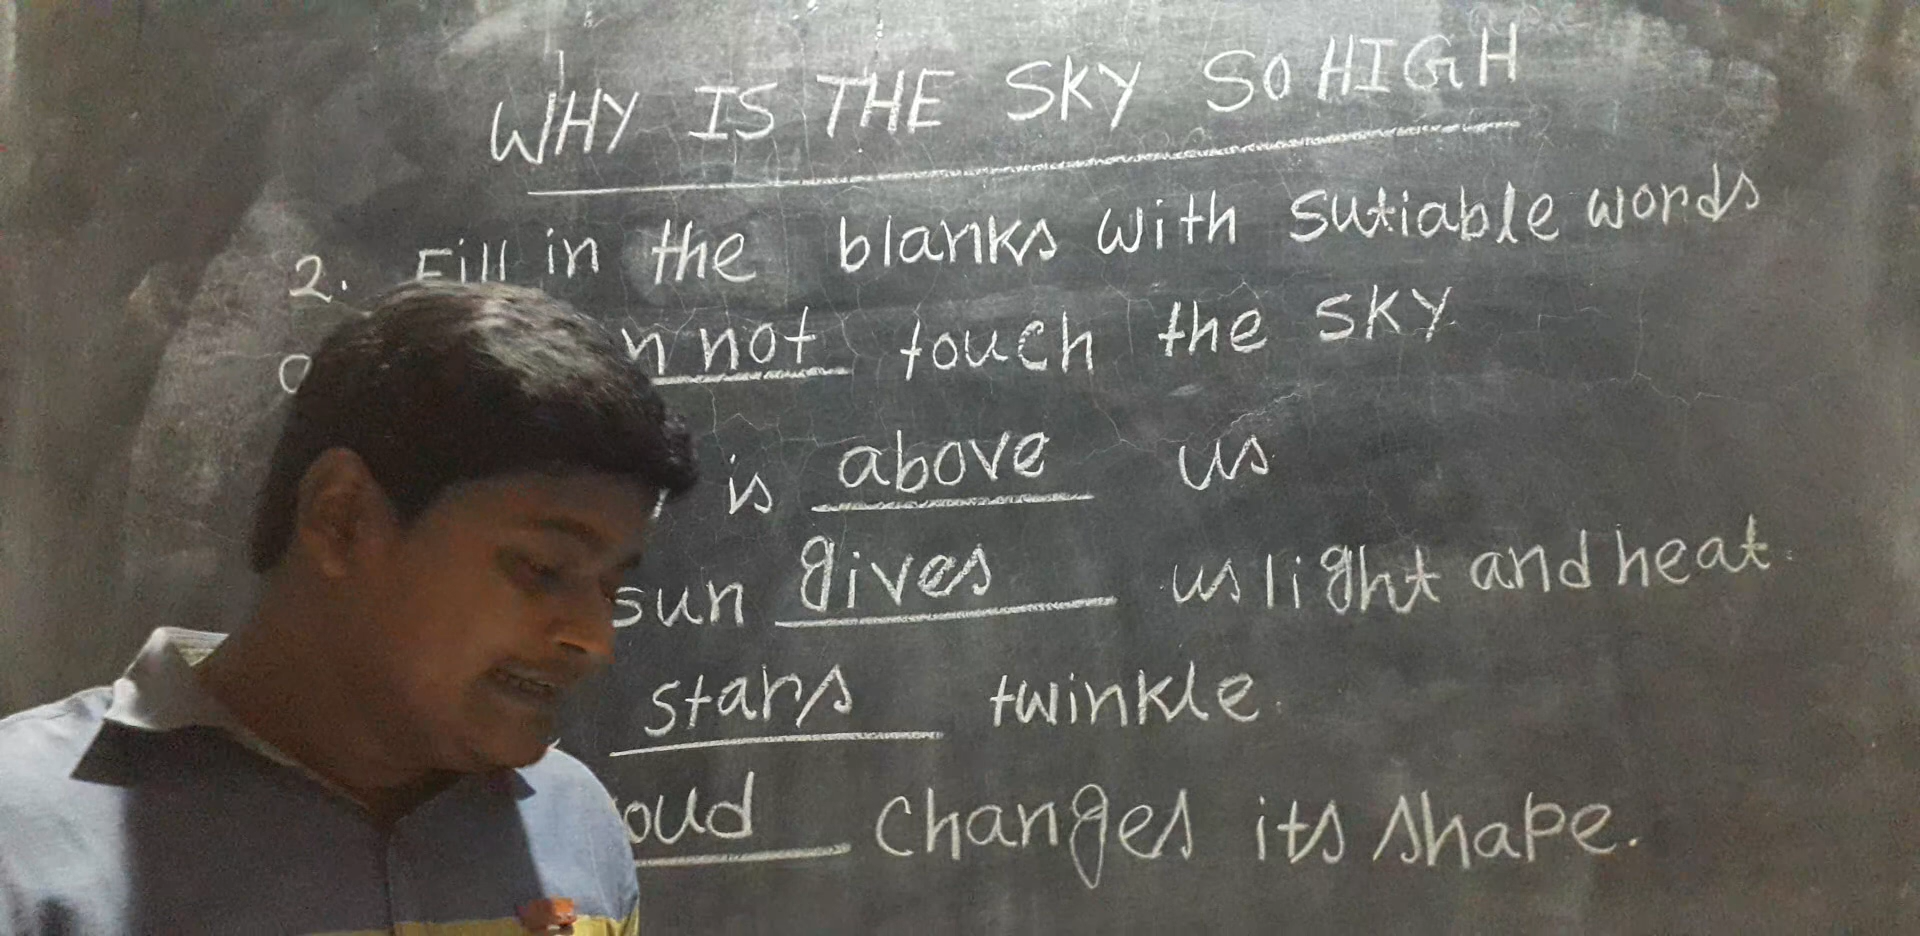 WHY IS THE SKY SO HIGH
2. Fill in the blanks with sutiable words
not touch the sky
is above us
sun gives us light and heat.
stars twinkle.
changes its shape.